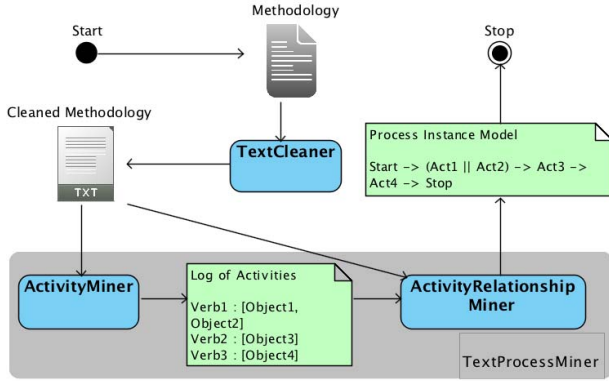 Methodology
Start
Stop
Cleaned Methodology
TextCleaner
TXT
Process Instance Model
Start -> (Act1 || Act2) -> Act3 ->
Act4 -> Stop
ActivityMiner
Log of Activities
Verb1 : [Object1,
Object2]
Verb2 : [Object3]
Verb3 : [Object4]
ActivityRelationship
Miner
TextProcessMiner